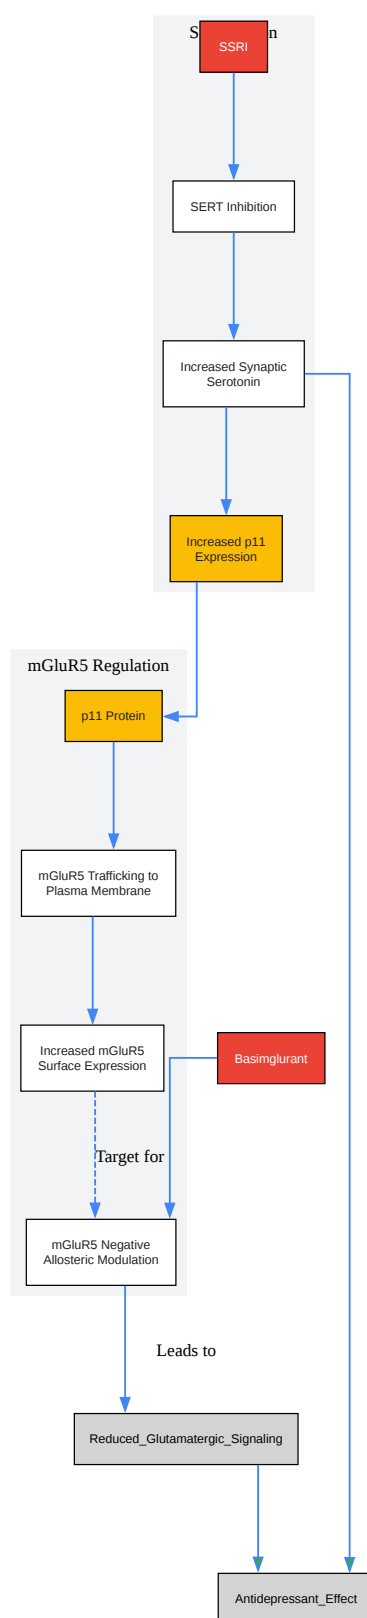 SSRI
SERT Inhibition
Increased Synaptic
Serotonin
Increased p11
Expression
mGluR5 Regulation
p11 Protein
mGluR5 Trafficking to
Plasma Membrane
Increased mGluR5
Surface Expression
Basimglurant
Target for
mGluR5 Negative
Allosteric Modulation
Leads to
Reduced_Glutamatergic_Signaling
Antidepressant_Effect